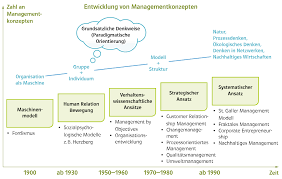 Zahl an
Management-
konzepten
Entwicklung von Managementkonzepten
Grundsätzliche Denkweise
(Paradigmatische
Orientierung)
Natur,
Prozessdenken,
Ökologisches Denken,
Denken in Netzwerken,
Nachhaltiges Wirtschaften
Modell
+
Struktur
Gruppe
+
Individuum
Organisation
als Maschine
Maschinen-
modell
• Fordismus
Human Relation
Bewegung
• Sozialpsycho-
logische Modelle
z.B. Herzberg
Verhaltens-
wissenschaftliche
Ansätze
• Management by
Objectives
• Organisations-
entwicklung
Strategischer
Ansatz
• Customer Relation-
ship Management
• Changemanage-
ment
• Prozessorientiertes
Management
• Qualitätsmanagement
• Umweltmanagement
Systematischer
Ansatz
• St. Galler Management
Modell
• Fraktales Management
• Corporate Entrepreneur-
ship
• Nachhaltiges
Management
1900
ab 1930
1950–1960
1960–1970
ab 1990
Zeit